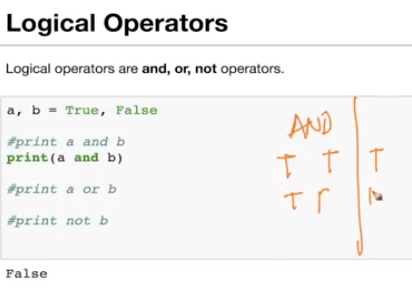 Logical Operators
Logical operators are and, or, not operators.
a, b = True, False
#print a and b
print(a and b)
#print a or b
#print not b
False
AND
T T T
T